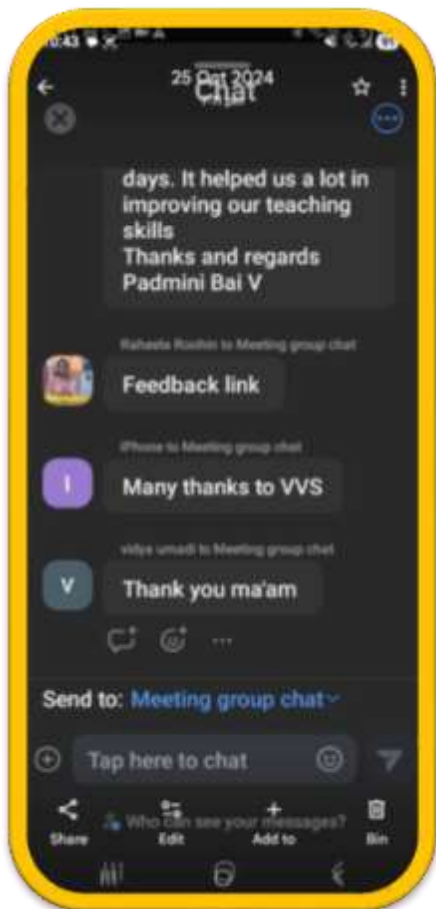 10:43
25 Oct 2024
Chat
days. It helped us a lot in
improving our teaching
skills
Thanks and regards
Padmini Bai V
to Meeting group chat
Feedback link
iPhone to Meeting group chat
I
Many thanks to VVS
vidya umadi to Meeting group chat
V
Thank you ma'am
Send to: Meeting group chat
Tap here to chat
Who can see your messages?
Share Edit Add to Bin